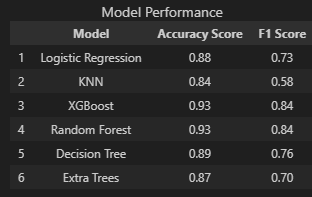 Model Performance
Model Accuracy Score F1 Score
1 Logistic Regression 0.88 0.73
2 KNN 0.84 0.58
3 XGBoost 0.93 0.84
4 Random Forest 0.93 0.84
5 Decision Tree 0.89 0.76
6 Extra Trees 0.87 0.70